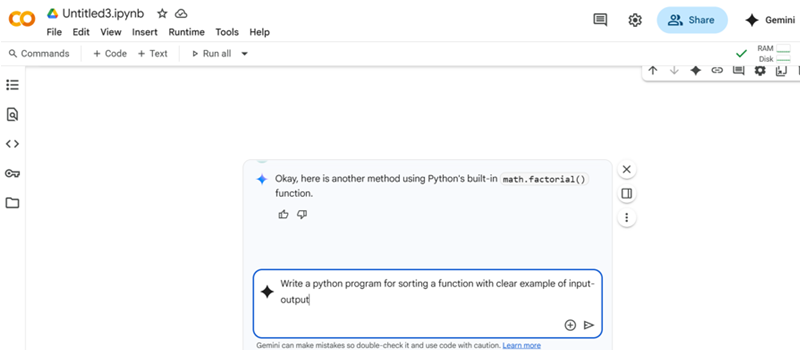 Untitled3.ipynb
File Edit View Insert Runtime Tools Help
Share
Gemini
Commands
+ Code + Text
Run all
RAM
Disk
Okay, here is another method using Python's built-in math.factorial()
function.
Write a python program for sorting a function with clear example of input-
output
Gemini can make mistakes so double-check it and use code with caution. Learn more